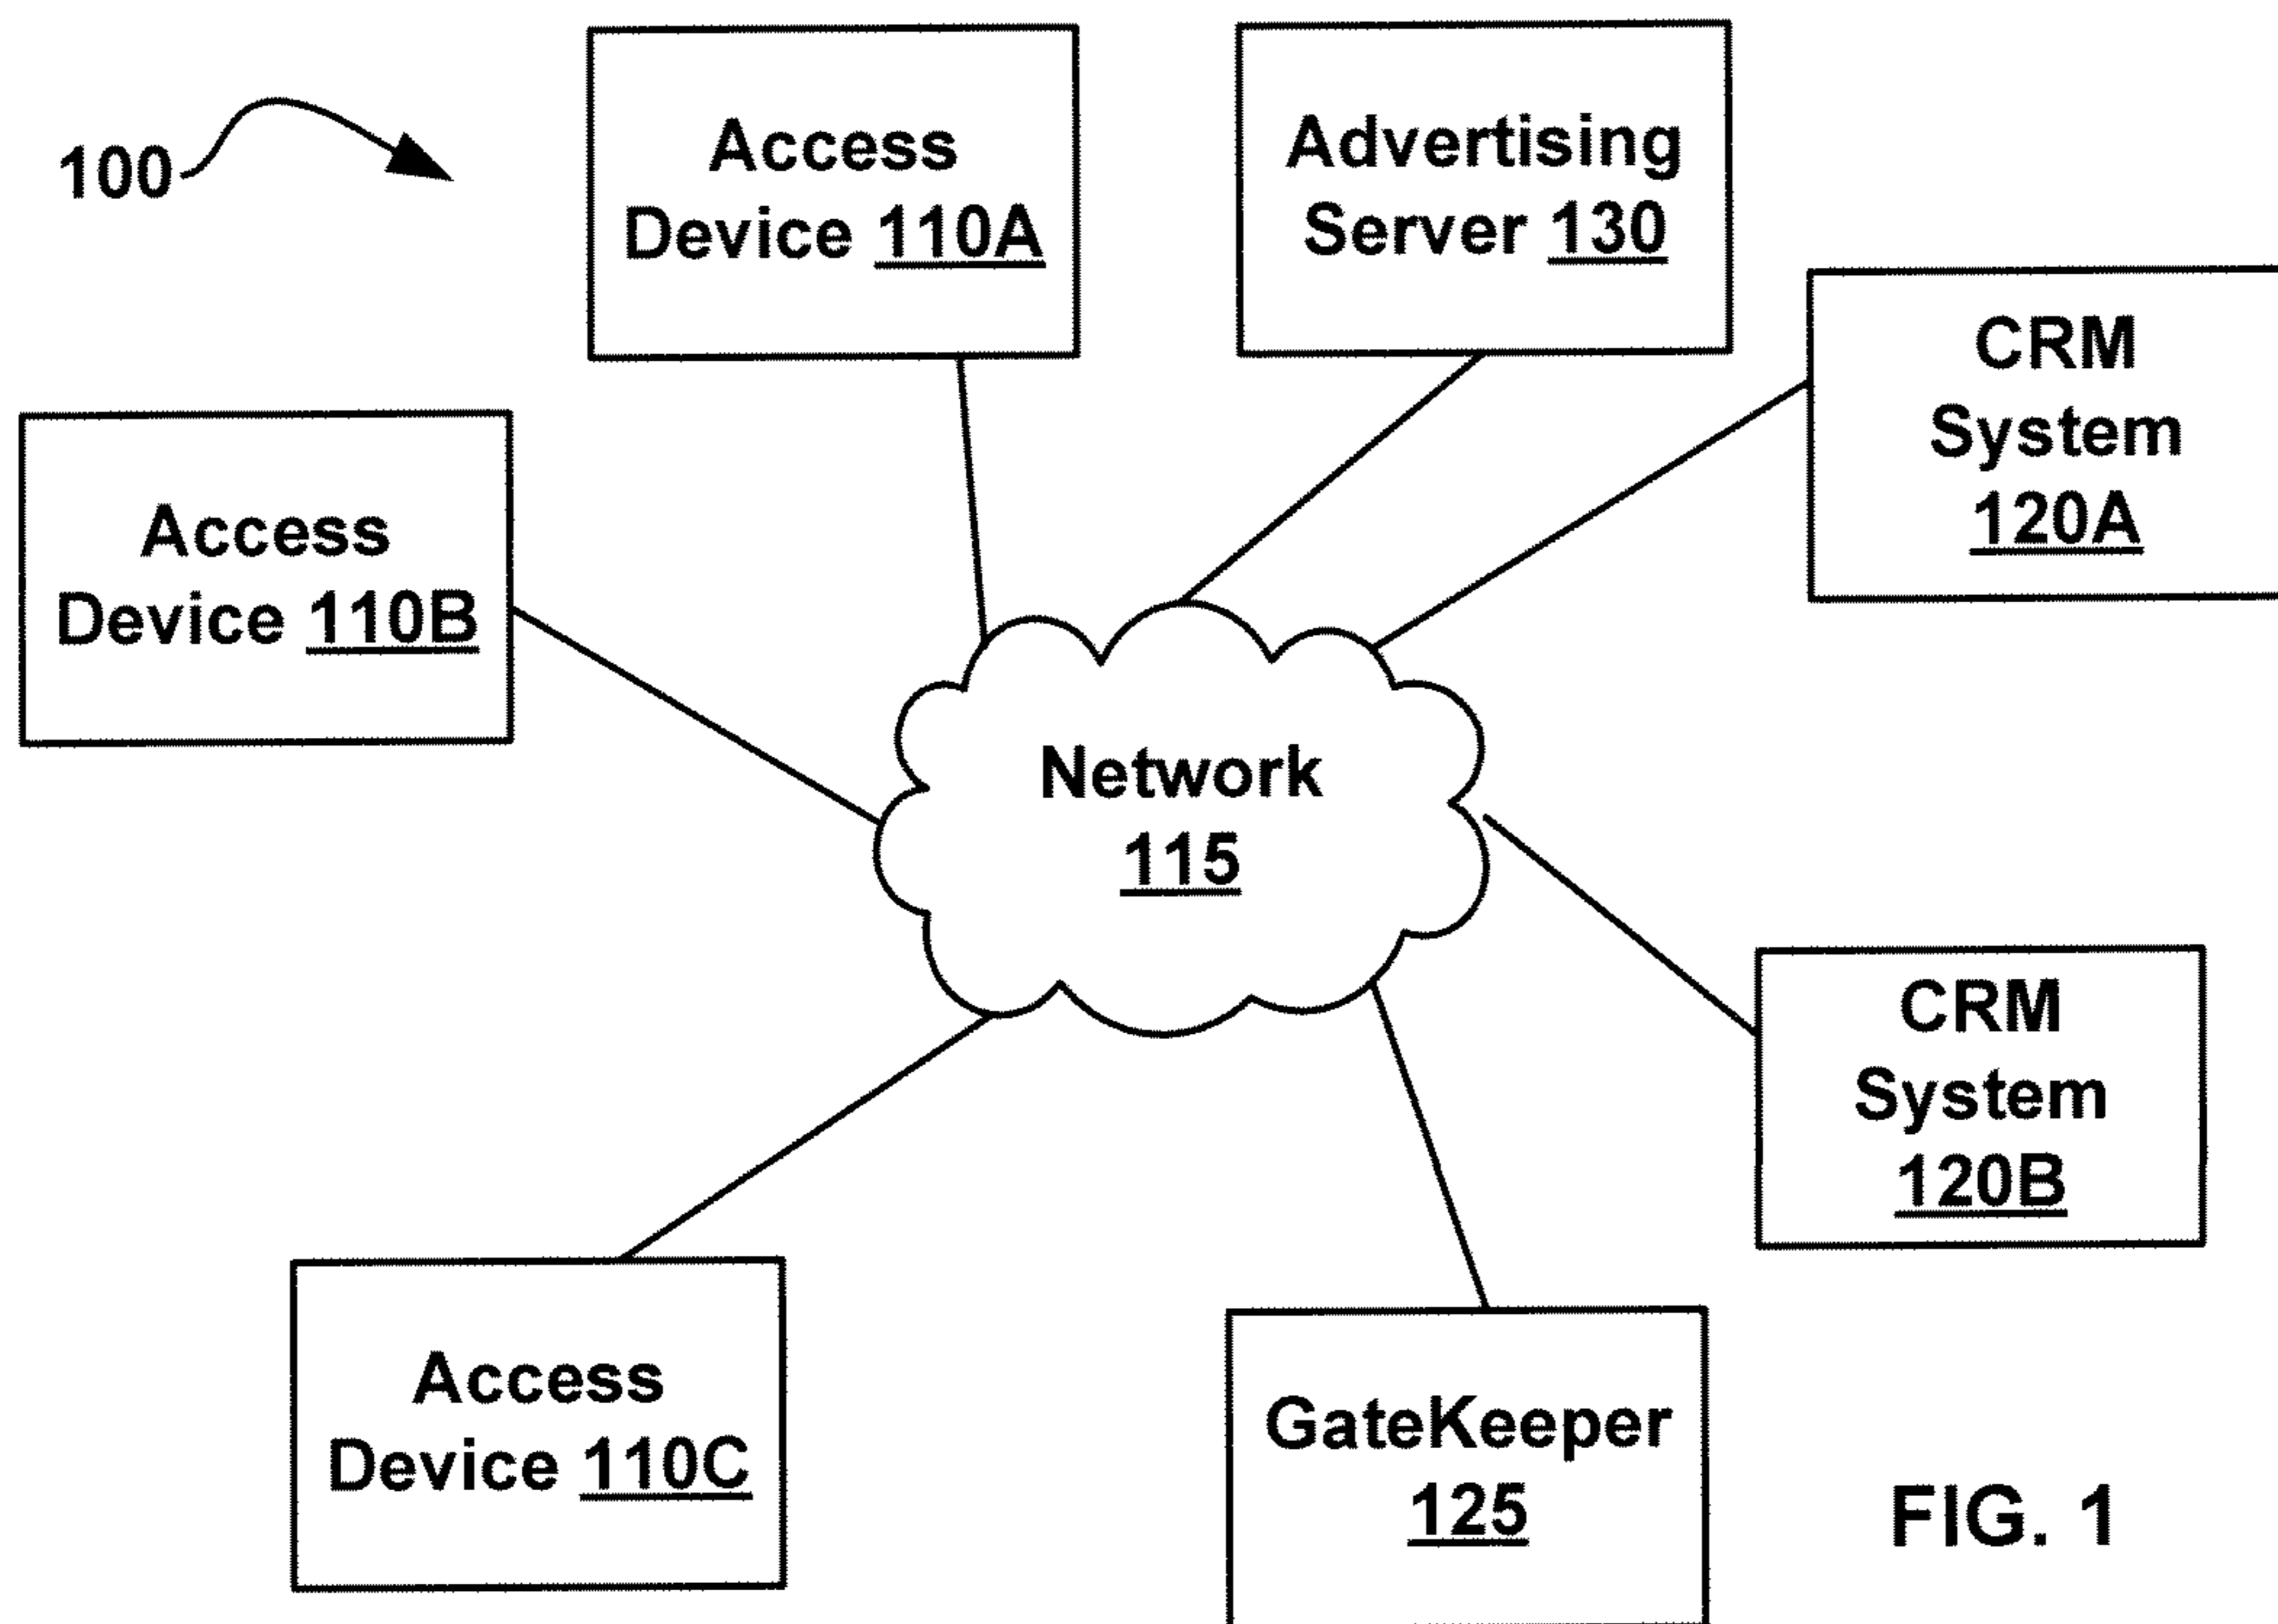 100
Access
Device 110A
Advertising
Server 130
CRM
System
120A
Access
Device 110B
Network
115
CRM
System
120B
Access
Device 110C
GateKeeper
125
FIG. 1